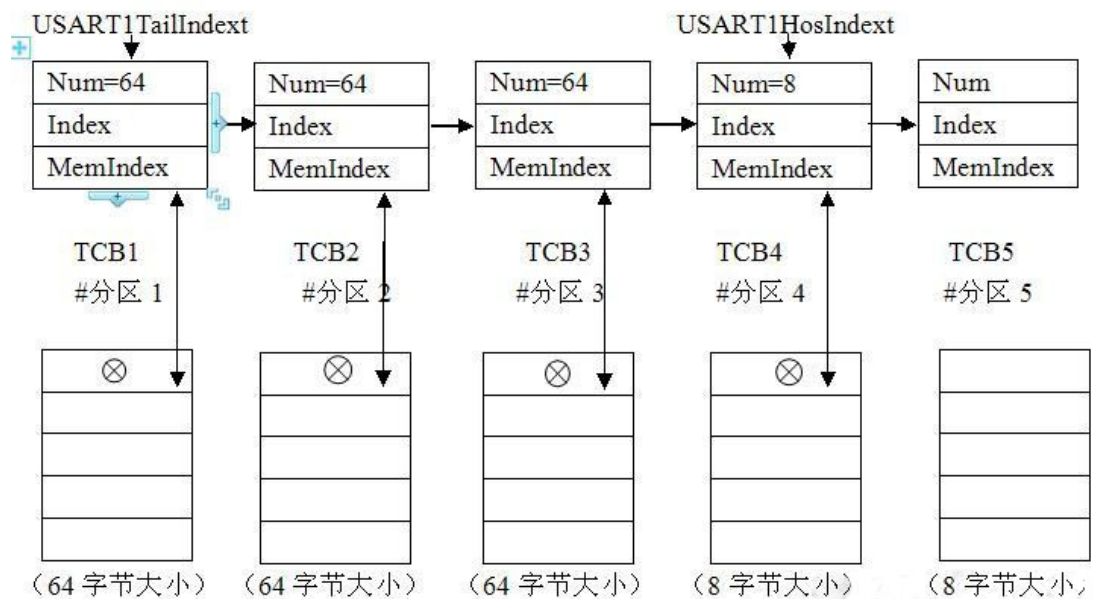 USART1TailIndext USART1HosIndext
Num=64 Num=64 Num=64 Num=8 Num
Index Index Index Index Index
MemIndex MemIndex MemIndex MemIndex MemIndex
TCB1 TCB2 TCB3 TCB4 TCB5
#分区 1 #分区 2 #分区 3 #分区 4 #分区 5
（64 字节大小） （64 字节大小） （64 字节大小） （8 字节大小） （8 字节大小）